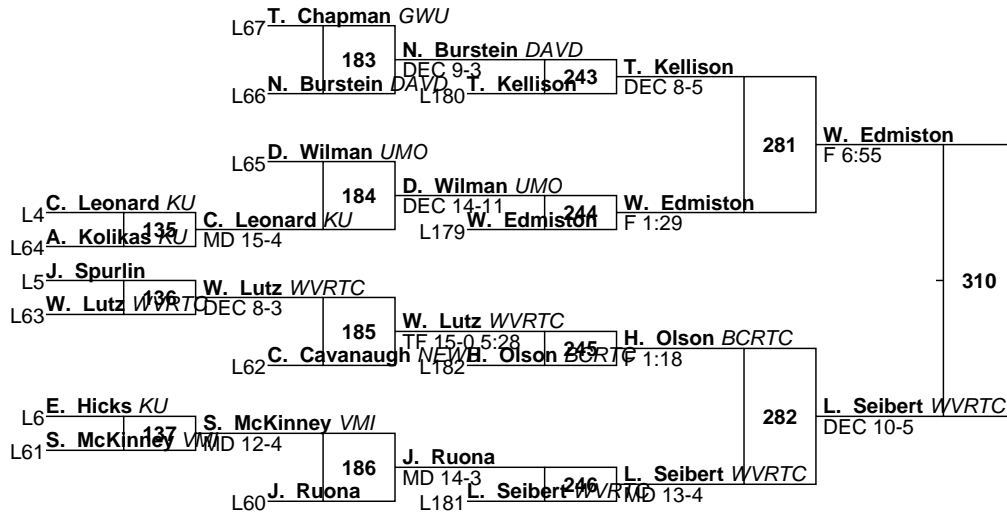 L67 T. Chapman GWU
183
N. Burstein DAVD
DEC 9-3
L66 N. Burstein DAVD
L180 T. Kellison
243
T. Kellison
DEC 8-5
281
W. Edmiston
F 6:55
L65 D. Wilman UMO
184
D. Wilman UMO
DEC 14-11
L4 C. Leonard KU
135
C. Leonard KU
MD 15-4
L64 A. Kolikas KU
L179 W. Edmiston
244
W. Edmiston
F 1:29
310
L5 J. Spurlin
136
W. Lutz WVRTC
DEC 8-3
L63 W. Lutz WVRTC
185
W. Lutz WVRTC
TF 15-0 5:28
L62 C. Cavanaugh NEWH
L182 H. Olson BCRTC
245
H. Olson BCRTC
F 1:18
282
L. Seibert WVRTC
DEC 10-5
L6 E. Hicks KU
137
S. McKinney VMI
MD 12-4
L61 S. McKinney VMI
186
J. Ruona
MD 14-3
L60 J. Ruona
L181 L. Seibert WVRTC
246
L. Seibert WVRTC
MD 13-4